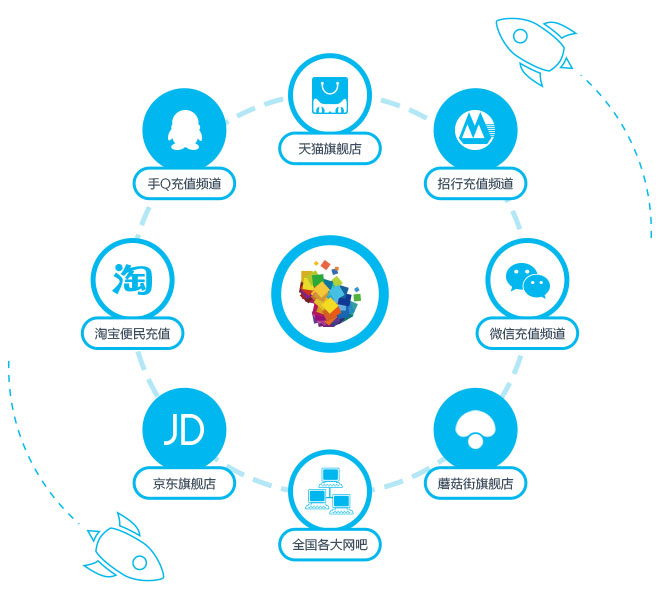 天猫旗舰店
手Q充值频道
招行充值频道
淘
淘宝便民充值
微信充值频道
JD
京东旗舰店
蘑菇街旗舰店
全国各大网吧